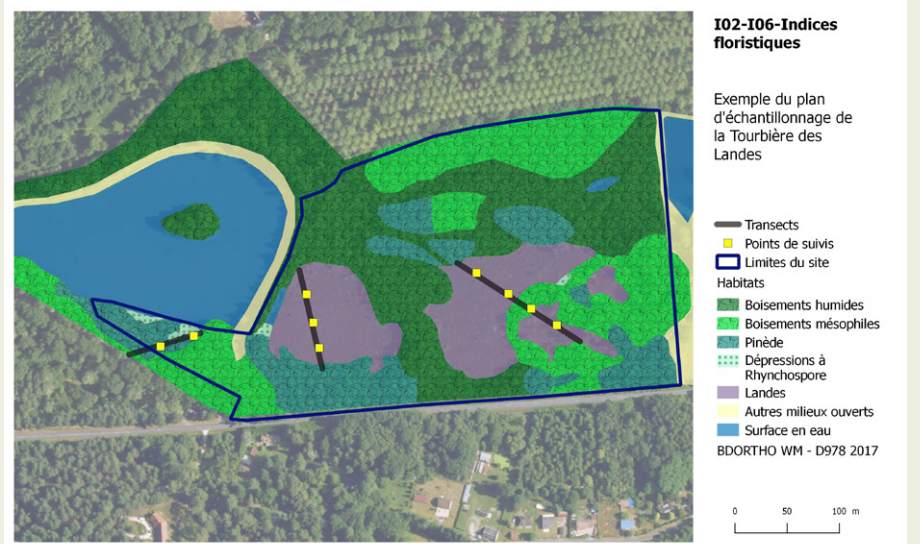 I02-I06-Indices
floristiques
Exemple du plan
d'échantillonnage de
la Tourbière des
Landes
Transects
Points de suivis
Limites du site
Habitats
Boisements humides
Boisements mésophiles
Pinède
Dépressions à
Rhynchospore
Landes
Autres milieux ouverts
Surface en eau
BDORTHO WM - D978 2017
0 50 100 m